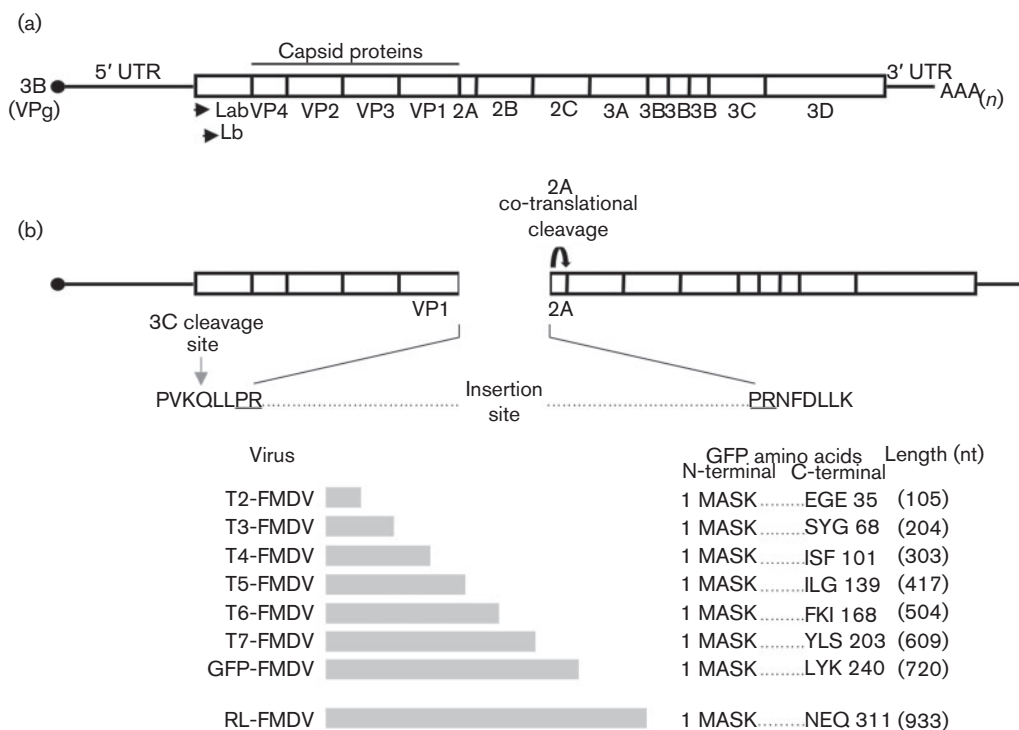 (a)
Capsid proteins
5′ UTR
3′ UTR
3B
(VPg)
AAA(n)
Lab VP4 VP2 VP3 VP1 2A 2B 2C 3A 3B 3B 3B 3C 3D
Lb
2A
co-translational
cleavage
(b)
VP1
2A
3C cleavage
site
PVKQLLPR
Insertion
site
PRNFDLLK
Virus
GFP amino acids
Length (nt)
N-terminal C-terminal
T2-FMDV 1 MASK ........ EGE 35 (105)
T3-FMDV 1 MASK ........ SYG 68 (204)
T4-FMDV 1 MASK ........ ISF 101 (303)
T5-FMDV 1 MASK ........ ILG 139 (417)
T6-FMDV 1 MASK ........ FKI 168 (504)
T7-FMDV 1 MASK ........ YLS 203 (609)
GFP-FMDV 1 MASK ........ LYK 240 (720)
RL-FMDV 1 MASK ........ NEQ 311 (933)